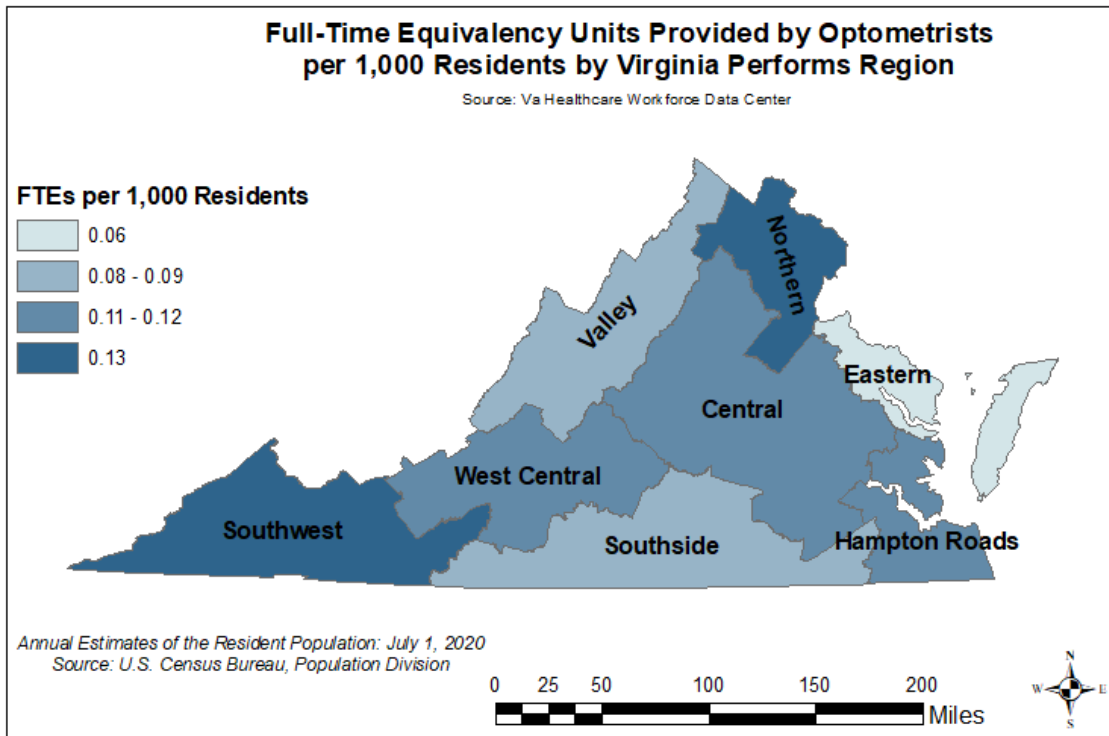 Full-Time Equivalency Units Provided by Optometrists
per 1,000 Residents by Virginia Performs Region
Source: Va Healthcare Workforce Data Center
FTEs per 1,000 Residents
0.06
0.08 - 0.09
0.11 - 0.12
0.13
Northern
Valley
Eastern
Central
West Central
Southwest
Southside
Hampton Roads
Annual Estimates of the Resident Population: July 1, 2020
Source: U.S. Census Bureau, Population Division
0 25 50 100 150 200
Miles
N
W E
S